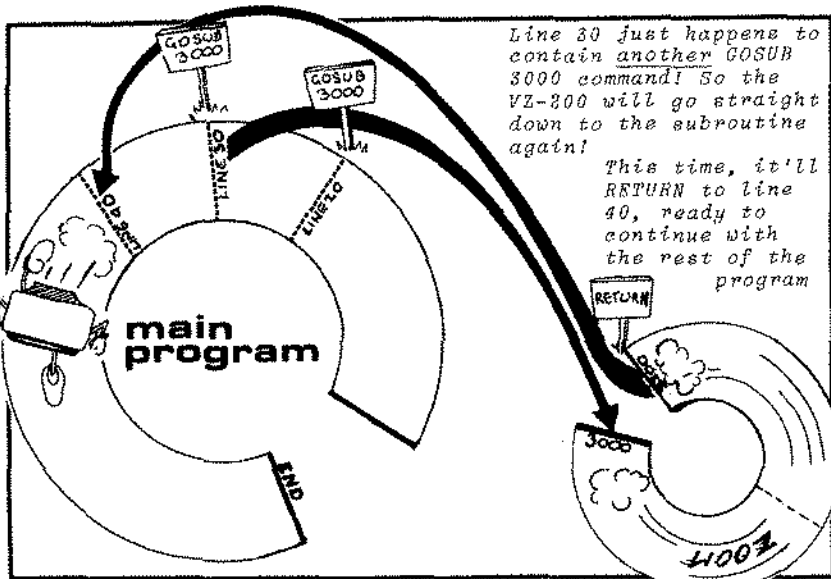 GOSUB
3000
GOSUB
3000
Line 30 just happens to
contain another GOSUB
3000 command! So the
VZ-200 will go straight
down to the subroutine
again!
This time, it'll
RETURN to line
40, ready to
continue with
the rest of the
program
LINE 40
LINE 30
LINE 20
main
program
END
RETURN
3000
ZOOM